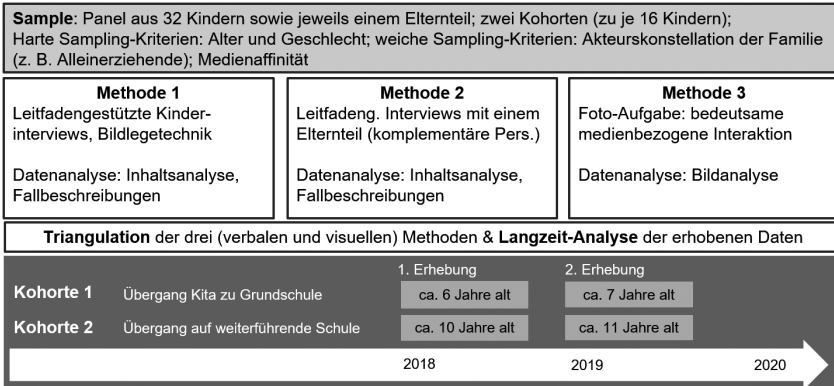 Sample: Panel aus 32 Kindern sowie jeweils einem Elternteil; zwei Kohorten (zu je 16 Kindern);
Harte Sampling-Kriterien: Alter und Geschlecht; weiche Sampling-Kriterien: Akteurskonstellation der Familie
(z. B. Alleinerziehende); Medienaffinität
Methode 1
Leitfadengestützte Kinder-
interviews, Bildlegetechnik
Datenanalyse: Inhaltsanalyse,
Fallbeschreibungen
Methode 2
Leitfadeng. Interviews mit einem
Elternteil (komplementäre Pers.)
Datenanalyse: Inhaltsanalyse,
Fallbeschreibungen
Methode 3
Foto-Aufgabe: bedeutsame
medienbezogene Interaktion
Datenanalyse: Bildanalyse
Triangulation der drei (verbalen und visuellen) Methoden & Langzeit-Analyse der erhobenen Daten
1. Erhebung 2. Erhebung
Kohorte 1 Übergang Kita zu Grundschule ca. 6 Jahre alt ca. 7 Jahre alt
Kohorte 2 Übergang auf weiterführende Schule ca. 10 Jahre alt ca. 11 Jahre alt
2018 2019 2020